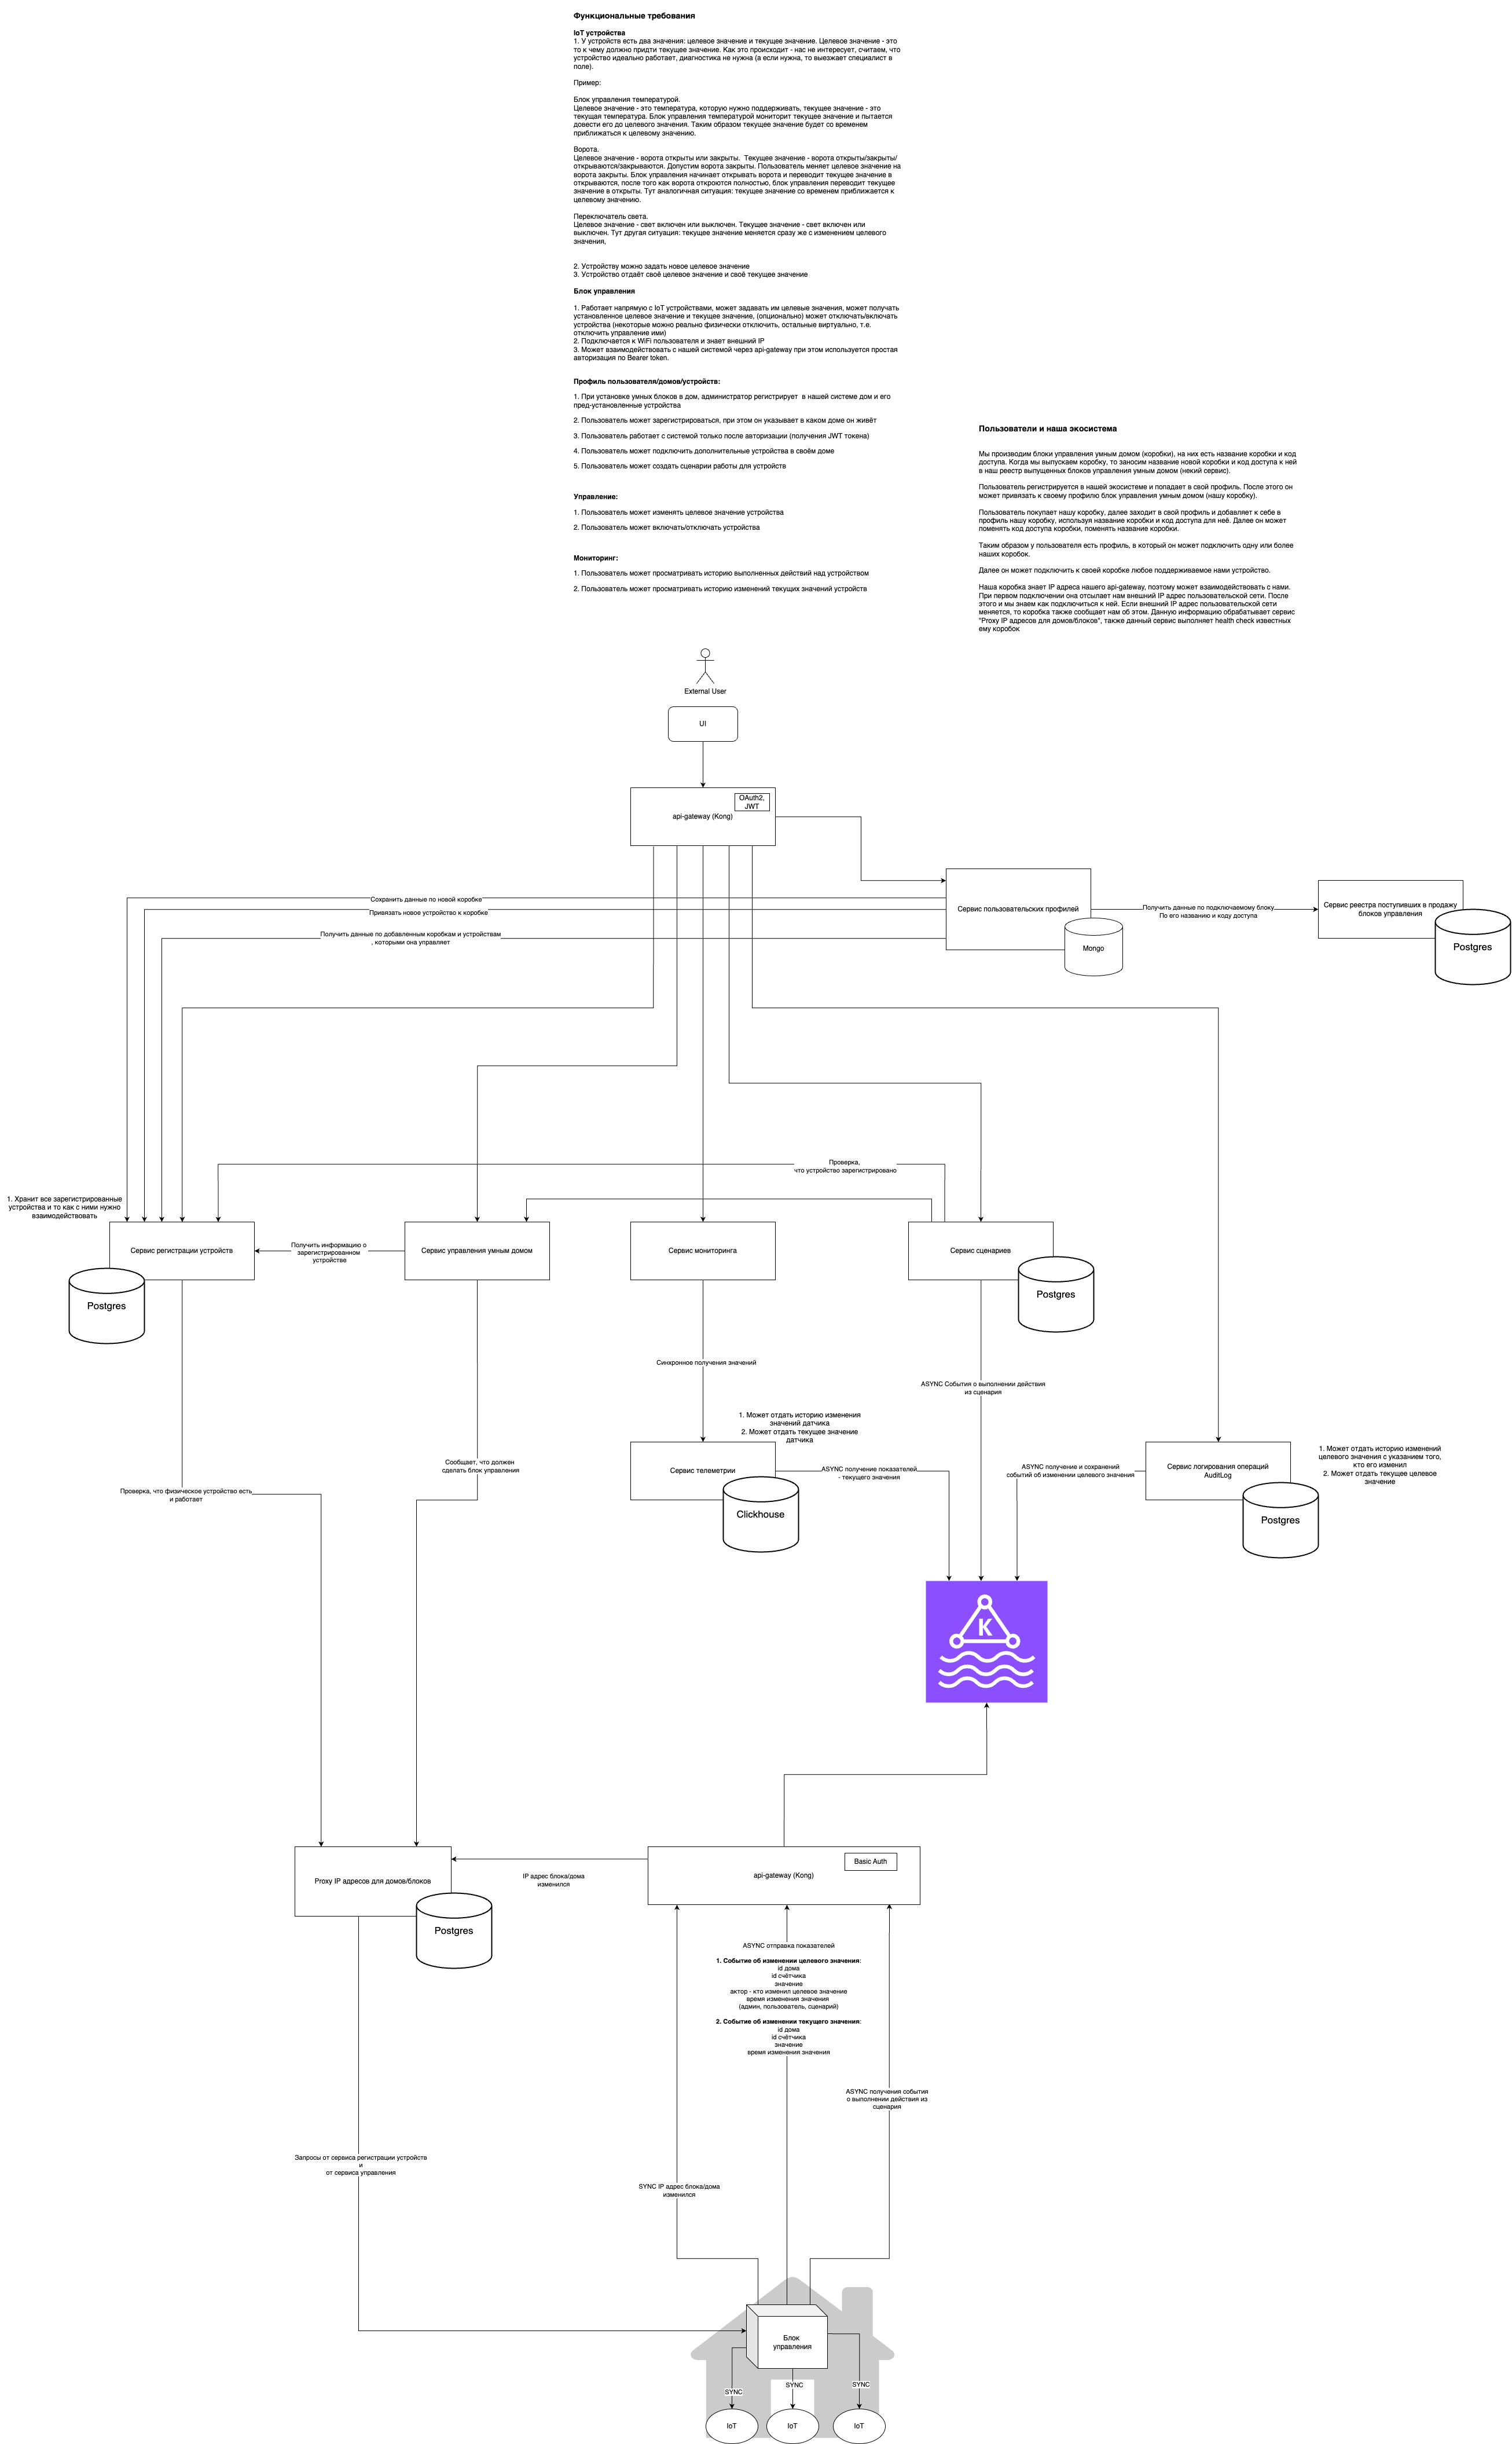 Функциональные требования
IoT устройства
1. У устройств есть два значения: целевое значение и текущее значение. Целевое значение - это
то к чему должно придти текущее значение. Как это происходит - нас не интересует, считаем, что
устройство идеально работает, диагностика не нужна (а если нужна, то выезжает специалист в
поле).
Пример:
Блок управления температурой.
Целевое значение - это температура, которую нужно поддерживать, текущее значение - это
текущая температура. Блок управления температурой мониторит текущее значение и пытается
довести его до целевого значения. Таким образом текущее значение будет со временем
приближаться к целевому значению.
Ворота.
Целевое значение - ворота открыты или закрыты.  Текущее значение - ворота открыты/закрыты/
открываются/закрываются. Допустим ворота закрыты. Пользователь меняет целевое значение на
ворота закрыты. Блок управления начинает открывать ворота и переводит текущее значение в
открываются, после того как ворота откроются полностью, блок управления переводит текущее
значение в открыты. Тут аналогичная ситуация: текущее значение со временем приближается к
целевому значению.
Переключатель света.
Целевое значение - свет включен или выключен. Текущее значение - свет включен или
выключен. Тут другая ситуация: текущее значение меняется сразу же с изменением целевого
значения,
2. Устройству можно задать новое целевое значение
3. Устройство отдаёт своё целевое значение и своё текущее значение
Блок управления
1. Работает напрямую с IoT устройствами, может задавать им целевые значения, может получать
установленное целевое значение и текущее значение, (опционально) может отключать/включать
устройства (некоторые можно реально физически отключить, остальные виртуально, т.е.
отключить управление ими)
2. Подключается к WiFi пользователя и знает внешний IP
3. Может взаимодействовать с нашей системой через api-gateway при этом используется простая
авторизация по Bearer token.
Профиль пользователя/домов/устройств:
1. При установке умных блоков в дом, администратор регистрирует  в нашей системе дом и его
пред-установленные устройства
2. Пользователь может зарегистрироваться, при этом он указывает в каком доме он живёт
3. Пользователь работает с системой только после авторизации (получения JWT токена)
4. Пользователь может подключить дополнительные устройства в своём доме
5. Пользователь может создать сценарии работы для устройств
Управление:
1. Пользователь может изменять целевое значение устройства
2. Пользователь может включать/отключать устройства
Мониторинг:
1. Пользователь может просматривать историю выполненных действий над устройством
2. Пользователь может просматривать историю изменений текущих значений устройств
Пользователи и наша экосистема
Мы производим блоки управления умным домом (коробки), на них есть название коробки и код
доступа. Когда мы выпускаем коробку, то заносим название новой коробки и код доступа к ней
в наш реестр выпущенных блоков управления умным домом (некий сервис).
Пользователь регистрируется в нашей экосистеме и попадает в свой профиль. После этого он
может привязать к своему профилю блок управления умным домом (нашу коробку).
Пользователь покупает нашу коробку, далее заходит в свой профиль и добавляет к себе в
профиль нашу коробку, используя название коробки и код доступа для неё. Далее он может
поменять код доступа коробки, поменять название коробки.
Таким образом у пользователя есть профиль, в который он может подключить одну или более
наших коробок.
Далее он может подключить к своей коробке любое поддерживаемое нами устройство.
Наша коробка знает IP адреса нашего api-gateway, поэтому может взаимодействовать с нами.
При первом подключении она отсылает нам внешний IP адрес пользовательской сети. После
этого и мы знаем как подключиться к ней. Если внешний IP адрес пользовательской сети
меняется, то коробка также сообщает нам об этом. Данную информацию обрабатывает сервис
"Proxy IP адресов для домов/блоков", также данный сервис выполняет health check известных
ему коробок
External User
UI
OAuth2,
JWT
api-gateway (Kong)
Сохранить данные по новой коробке
Привязать новое устройство к коробке
Получить данные по добавленным коробкам и устройствам
, которыми она управляет
Сервис пользовательских профилей
Mongo
Получить данные по подключаемому блоку
По его названию и коду доступа
Сервис реестра поступивших в продажу
блоков управления
Postgres
Проверка,
что устройство зарегистрировано
1. Хранит все зарегистрированные
устройства и то как с ними нужно
взаимодействовать
Сервис регистрации устройств
Postgres
Получить информацию о
зарегистрированном
устройстве
Сервис управления умным домом
Сервис мониторинга
Сервис сценариев
Postgres
Синхронное получения значений
ASYNC События о выполнении действия
из сценария
1. Может отдать историю изменения
значений датчика
2. Может отдать текущее значение
датчика
Сервис телеметрии
Clickhouse
ASYNC получение показателей
- текущего значения
ASYNC получение и сохранений
событий об изменении целевого значения
Сервис логирования операций
AuditLog
Postgres
1. Может отдать историю изменений
целевого значения с указанием того,
кто его изменил
2. Может отдать текущее целевое
значение
Сообщает, что должен
сделать блок управления
Проверка, что физическое устройство есть
и работает
K
Proxy IP адресов для домов/блоков
Postgres
IP адрес блока/дома
изменился
Basic Auth
api-gateway (Kong)
ASYNC отправка показателей
1. Событие об изменении целевого значения:
id дома
id счётчика
значение
актор - кто изменил целевое значение
время изменения значения
(админ, пользователь, сценарий)
2. Событие об изменении текущего значения:
id дома
id счётчика
значение
время изменения значения
ASYNC получения события
о выполнении действия из
сценария
Запросы от сервиса регистрации устройств
и
от сервиса управления
SYNC IP адрес блока/дома
изменился
Блок
управления
SYNC
SYNC
SYNC
IoT
IoT
IoT